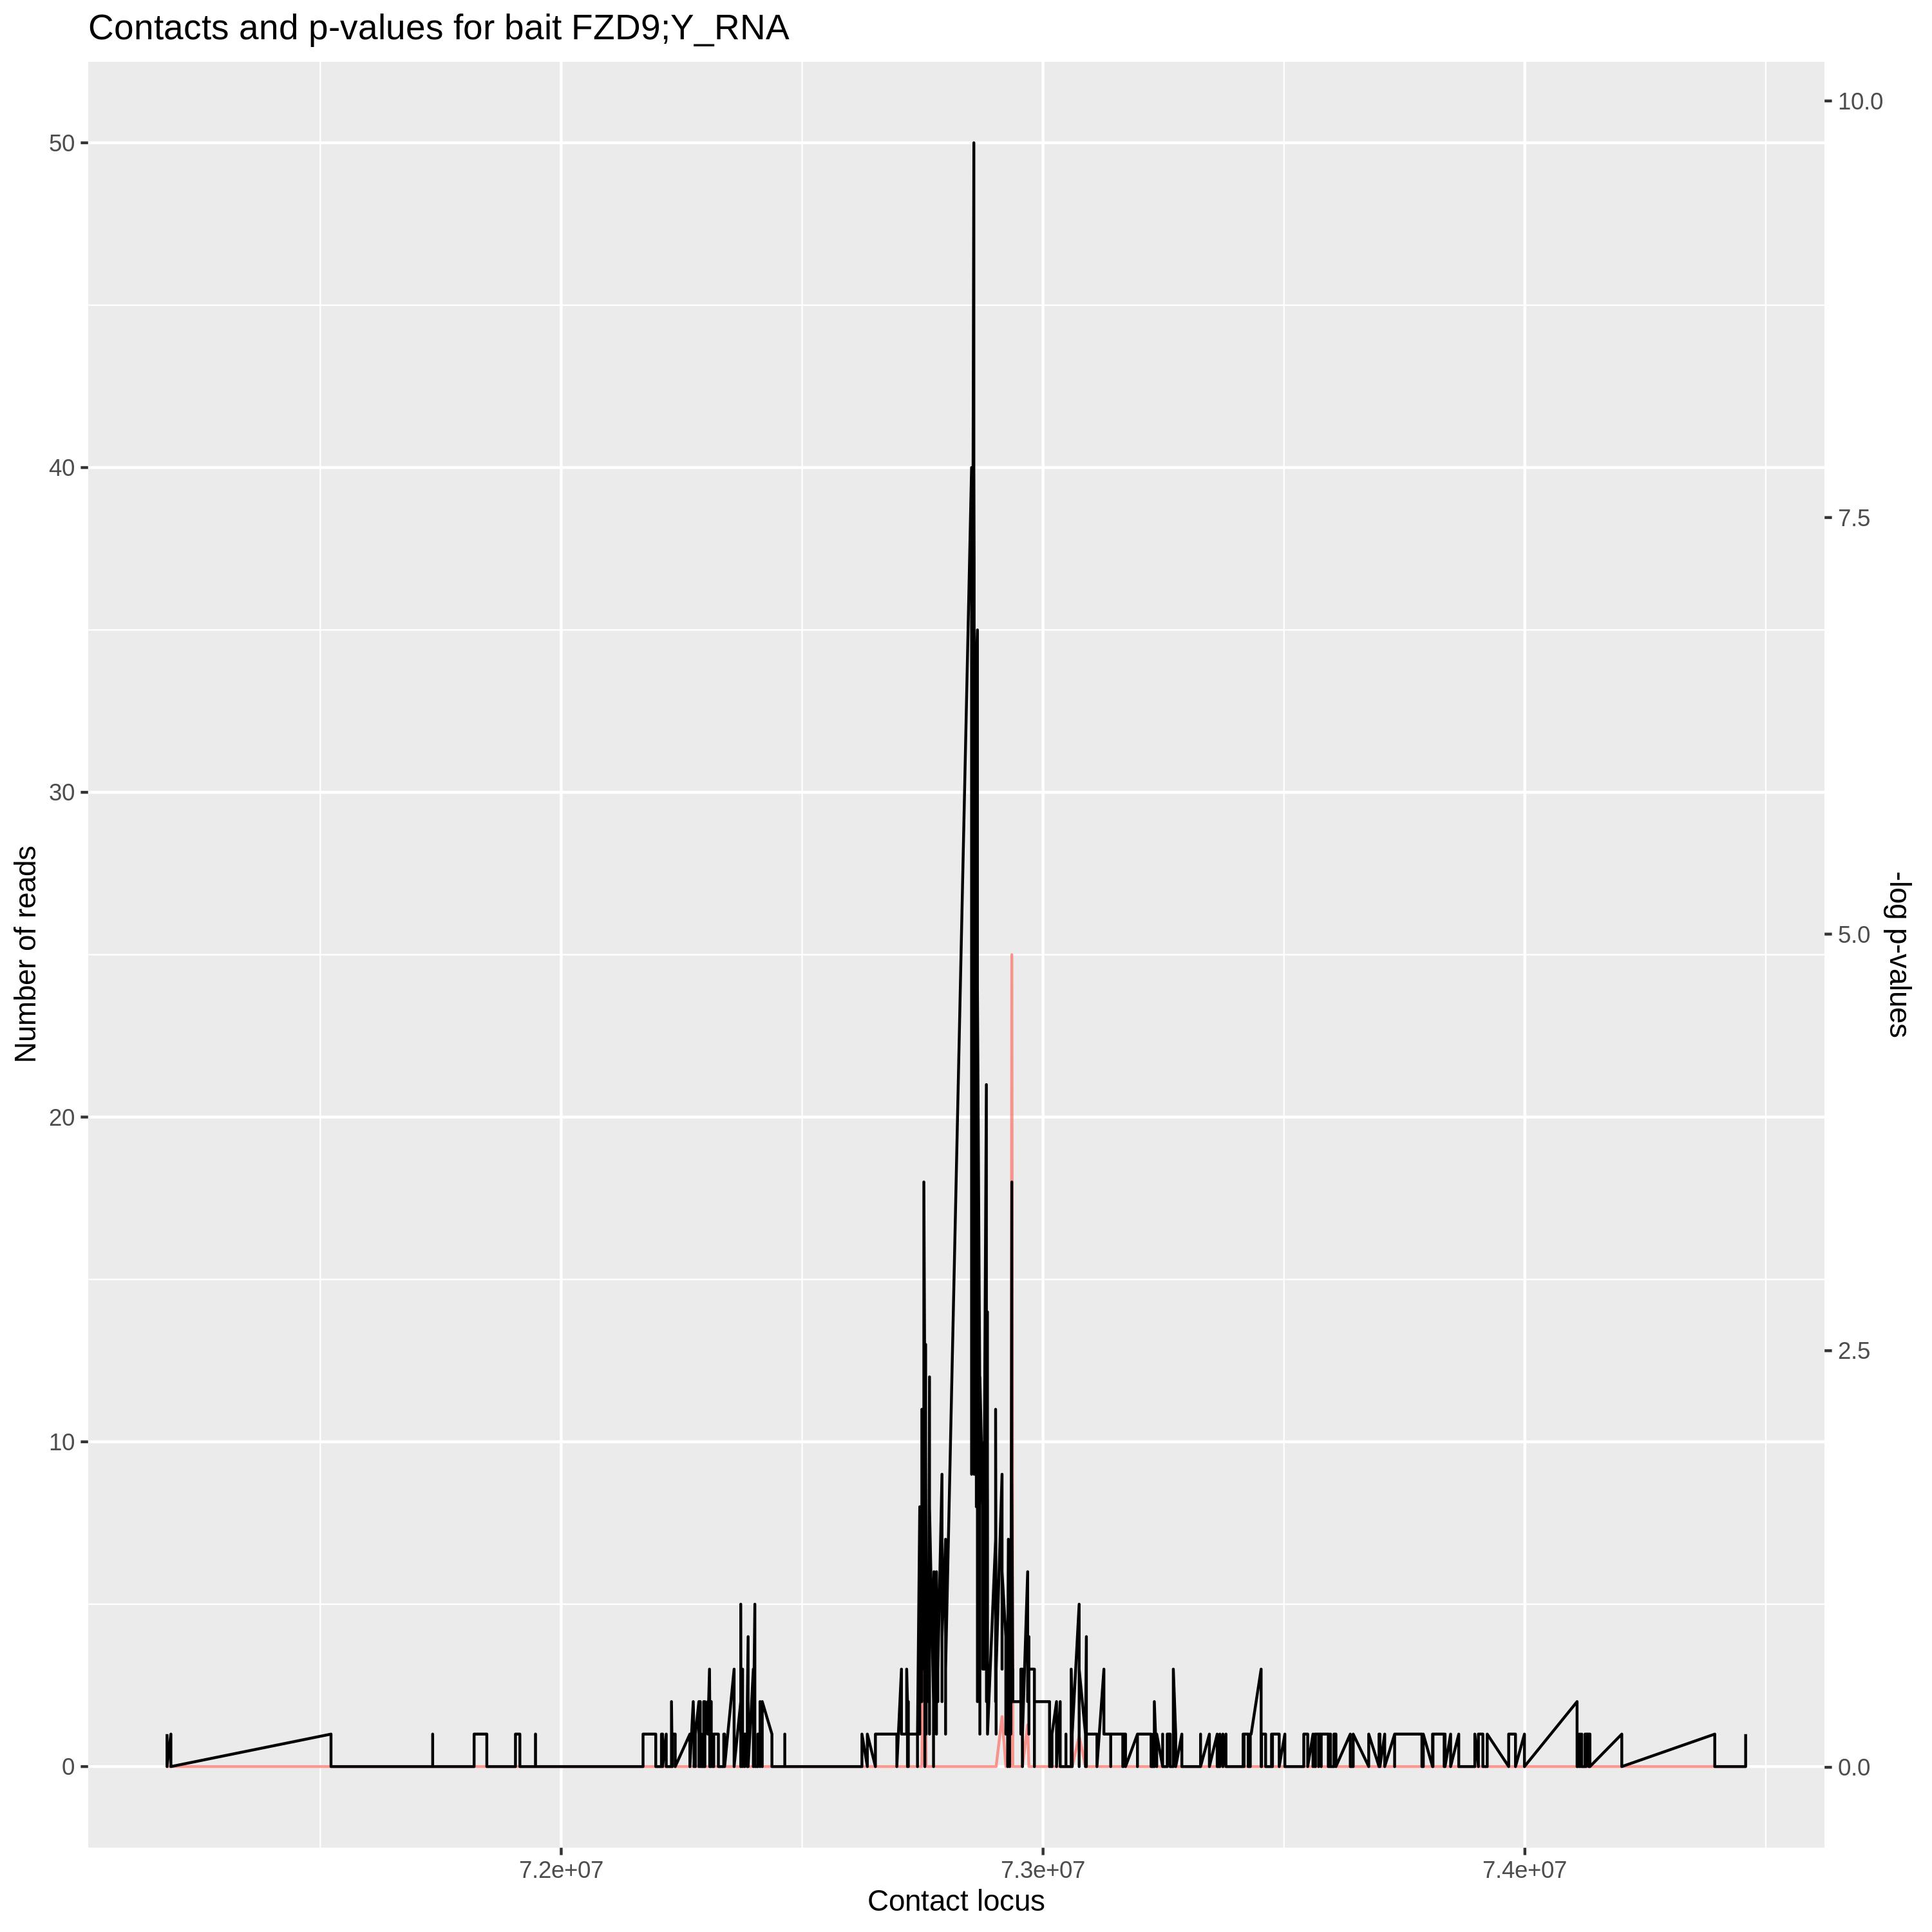 Contacts and p-values for bait FZD9;Y_RNA
Number of reads
50
40
30
20
10
0
10.0
7.5
5.0
2.5
0.0
-log p-values
7.2e+07
7.3e+07
7.4e+07
Contact locus